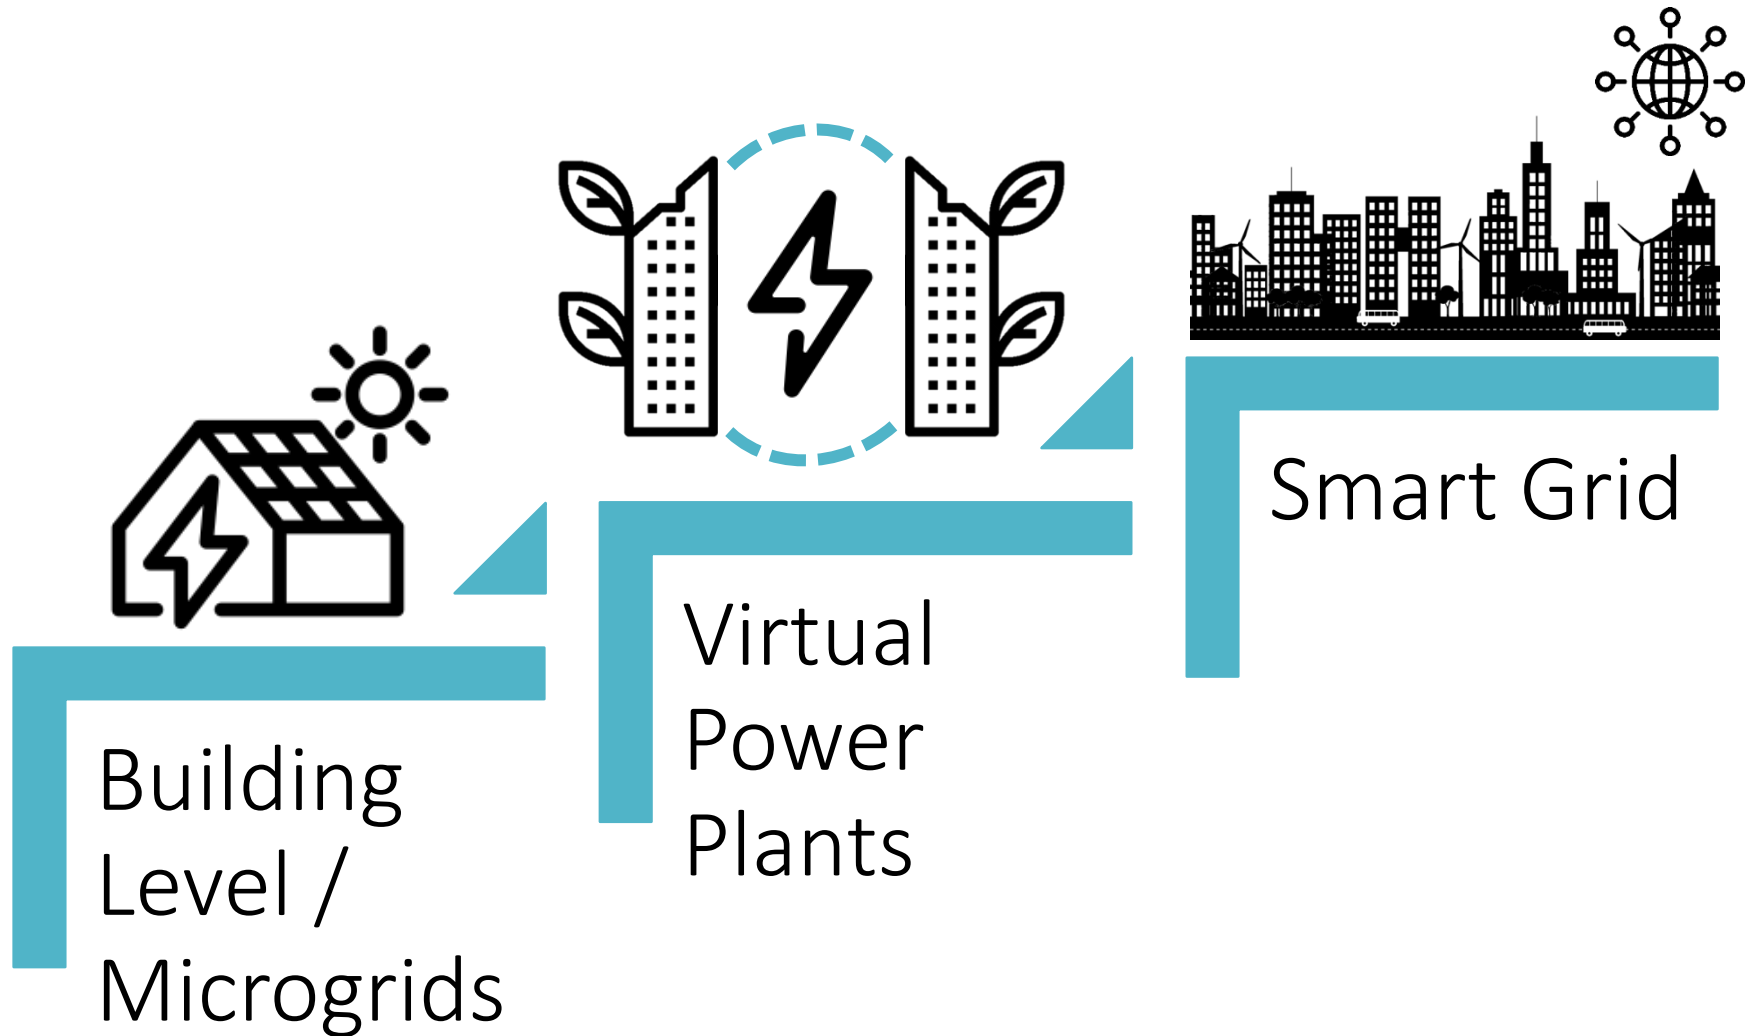 Building
Level /
Microgrids
Virtual
Power
Plants
Smart Grid